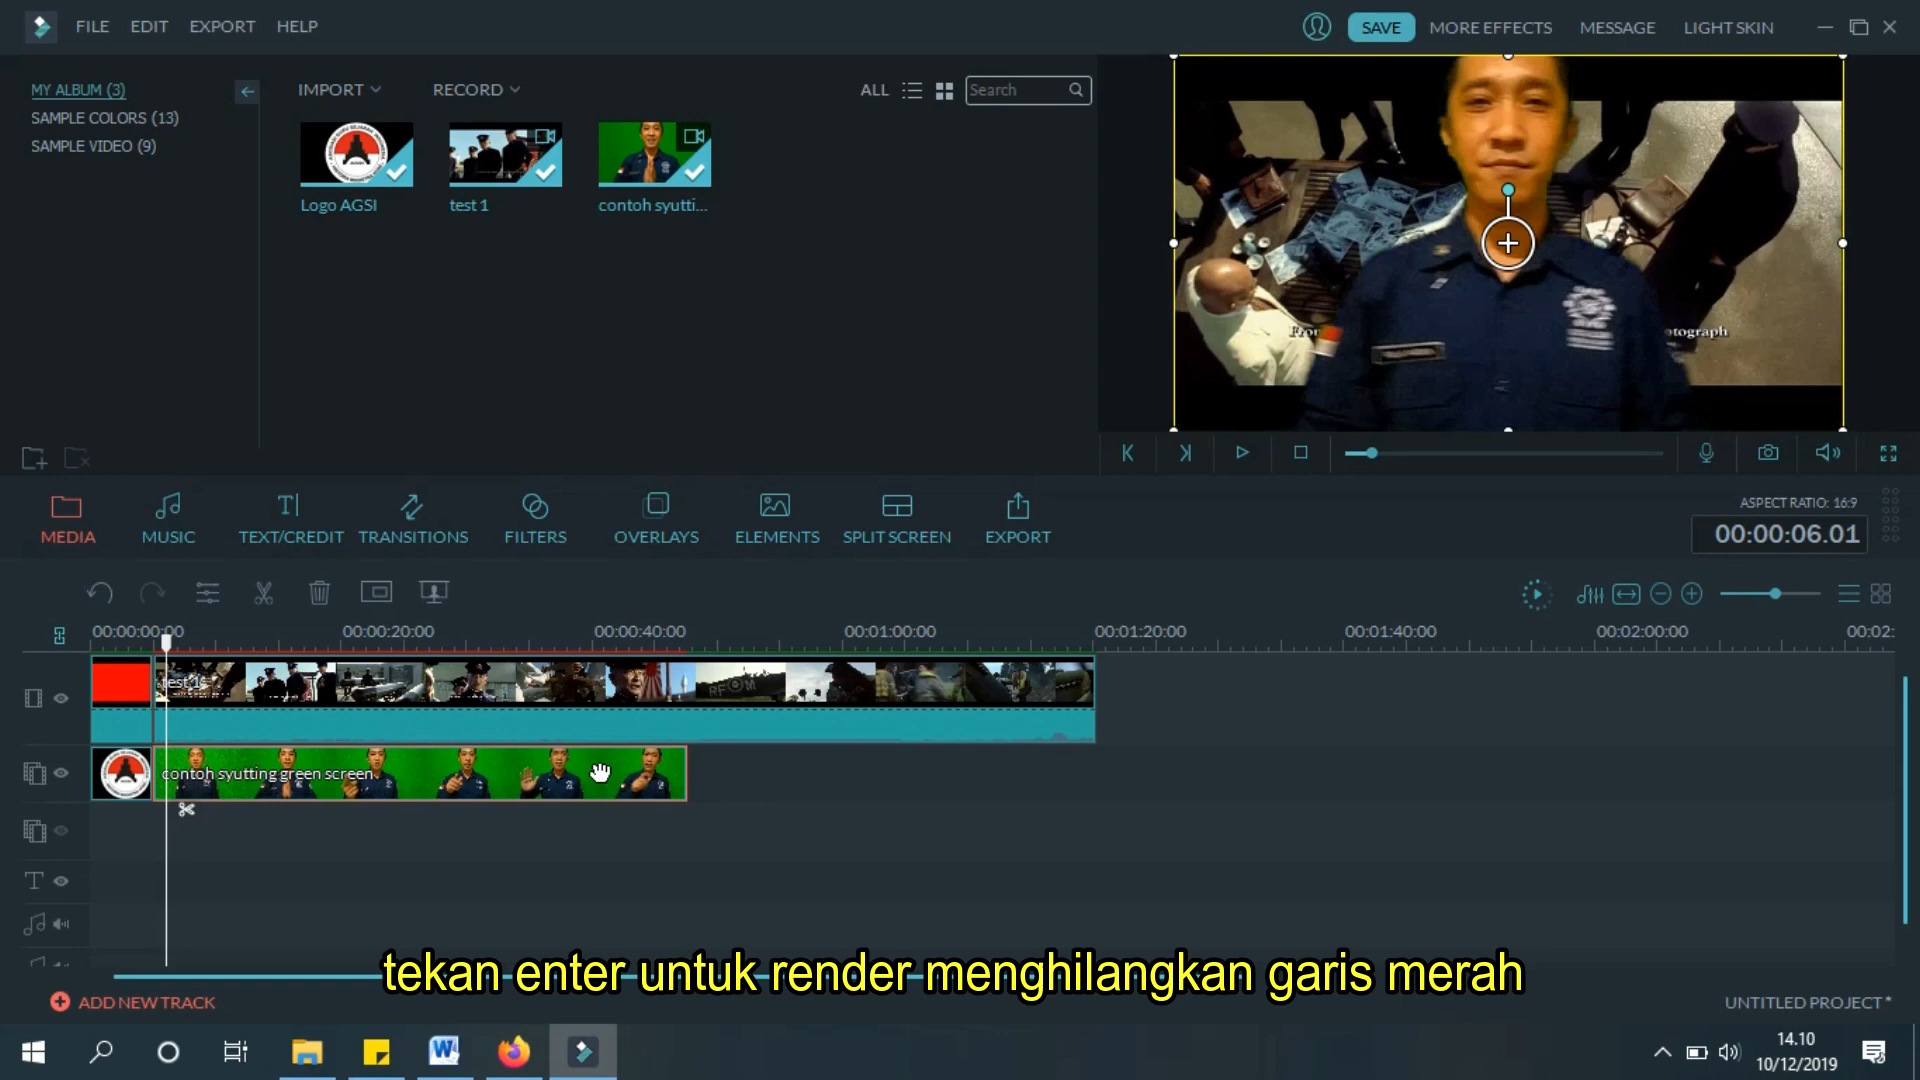 FILE EDIT EXPORT HELP
SAVE MORE EFFECTS MESSAGE LIGHT SKIN
MY ALBUM (3)
SAMPLE COLORS (13)
SAMPLE VIDEO (9)
IMPORT RECORD
ALL Search
Logo AGSI test 1 contoh syutti...
Fro
otograph
MEDIA MUSIC TEXT/CREDIT TRANSITIONS FILTERS OVERLAYS ELEMENTS SPLIT SCREEN EXPORT
ASPECT RATIO: 16:9
00:00:06.01
00:00:00:00 00:00:20:00 00:00:40:00 00:01:00:00 00:01:20:00 00:01:40:00 00:02:00:00 00:02:
test 1
contoh syutting green screen
tekan enter untuk render menghilangkan garis merah
ADD NEW TRACK
UNTITLED PROJECT *
14.10
10/12/2019